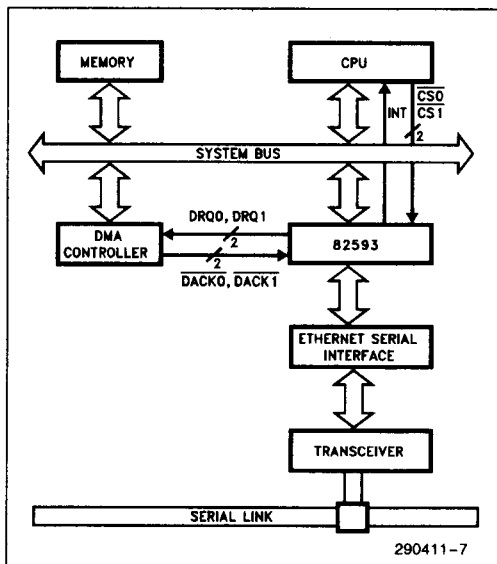 MEMORY
CPU
INT
CS0
CS1
2
SYSTEM BUS
DMA
CONTROLLER
DRQ0, DRQ1
2
2
DACK0, DACK1
82593
ETHERNET SERIAL
INTERFACE
TRANSCEIVER
SERIAL LINK
290411-7